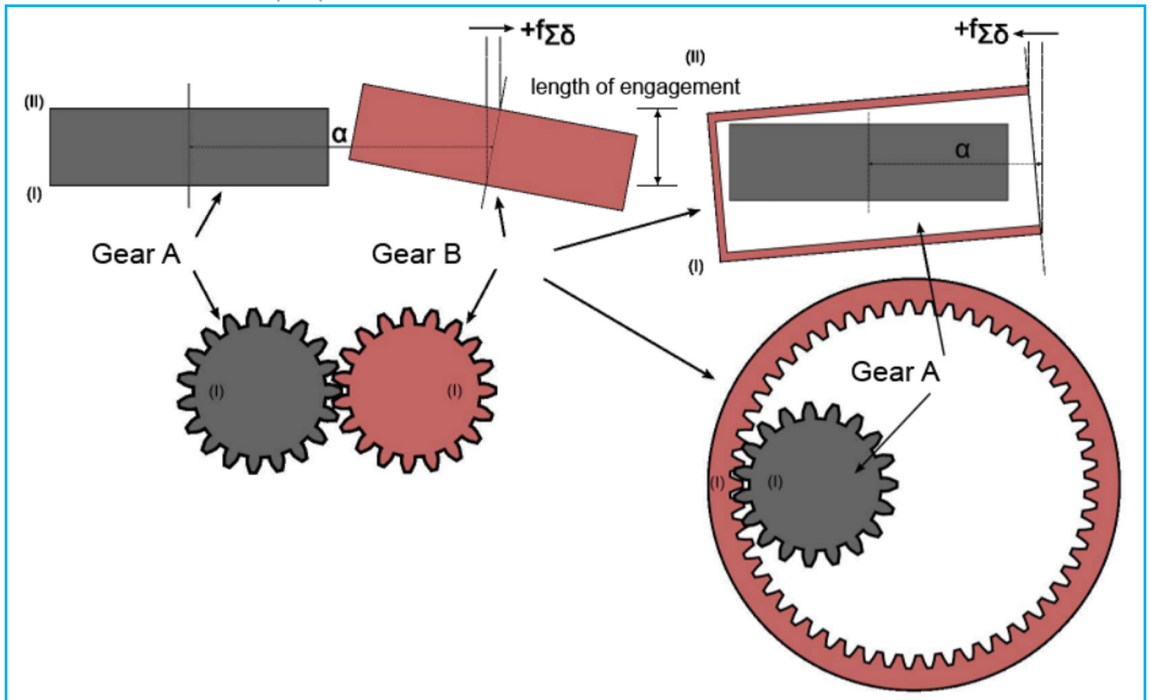 +fΣδ
+fΣδ
(II)
length of engagement
(II)
α
α
(I)
Gear A
Gear B
(I)
Gear A
(I)
(I)
(I)
(I)